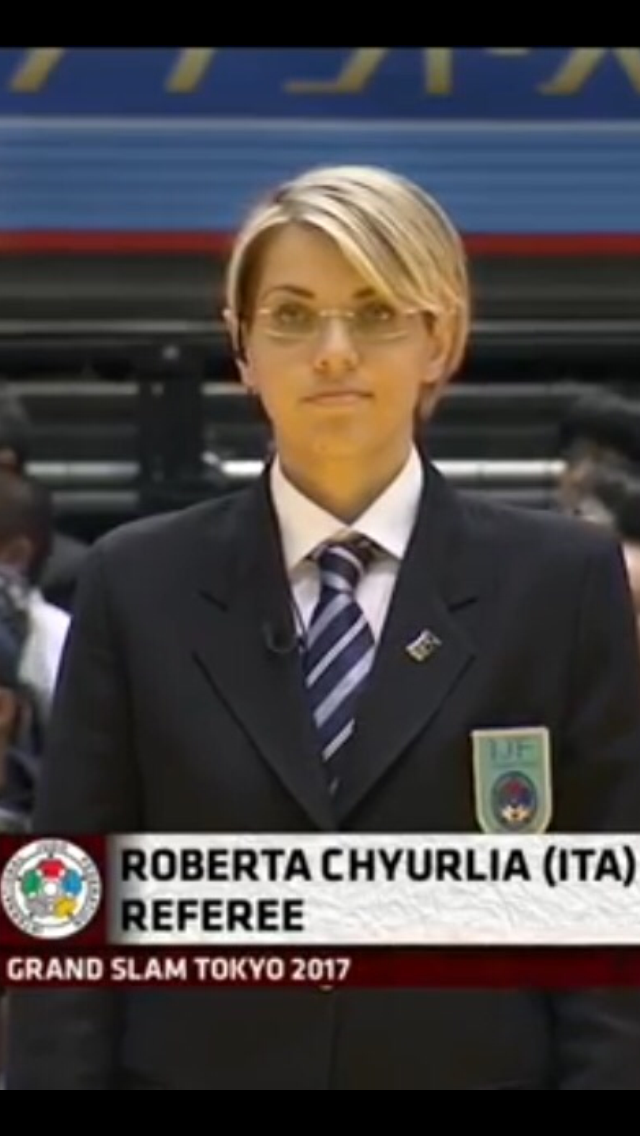 IJF
ROBERTA CHYURLIA (ITA)
REFEREE
GRAND SLAM TOKYO 2017